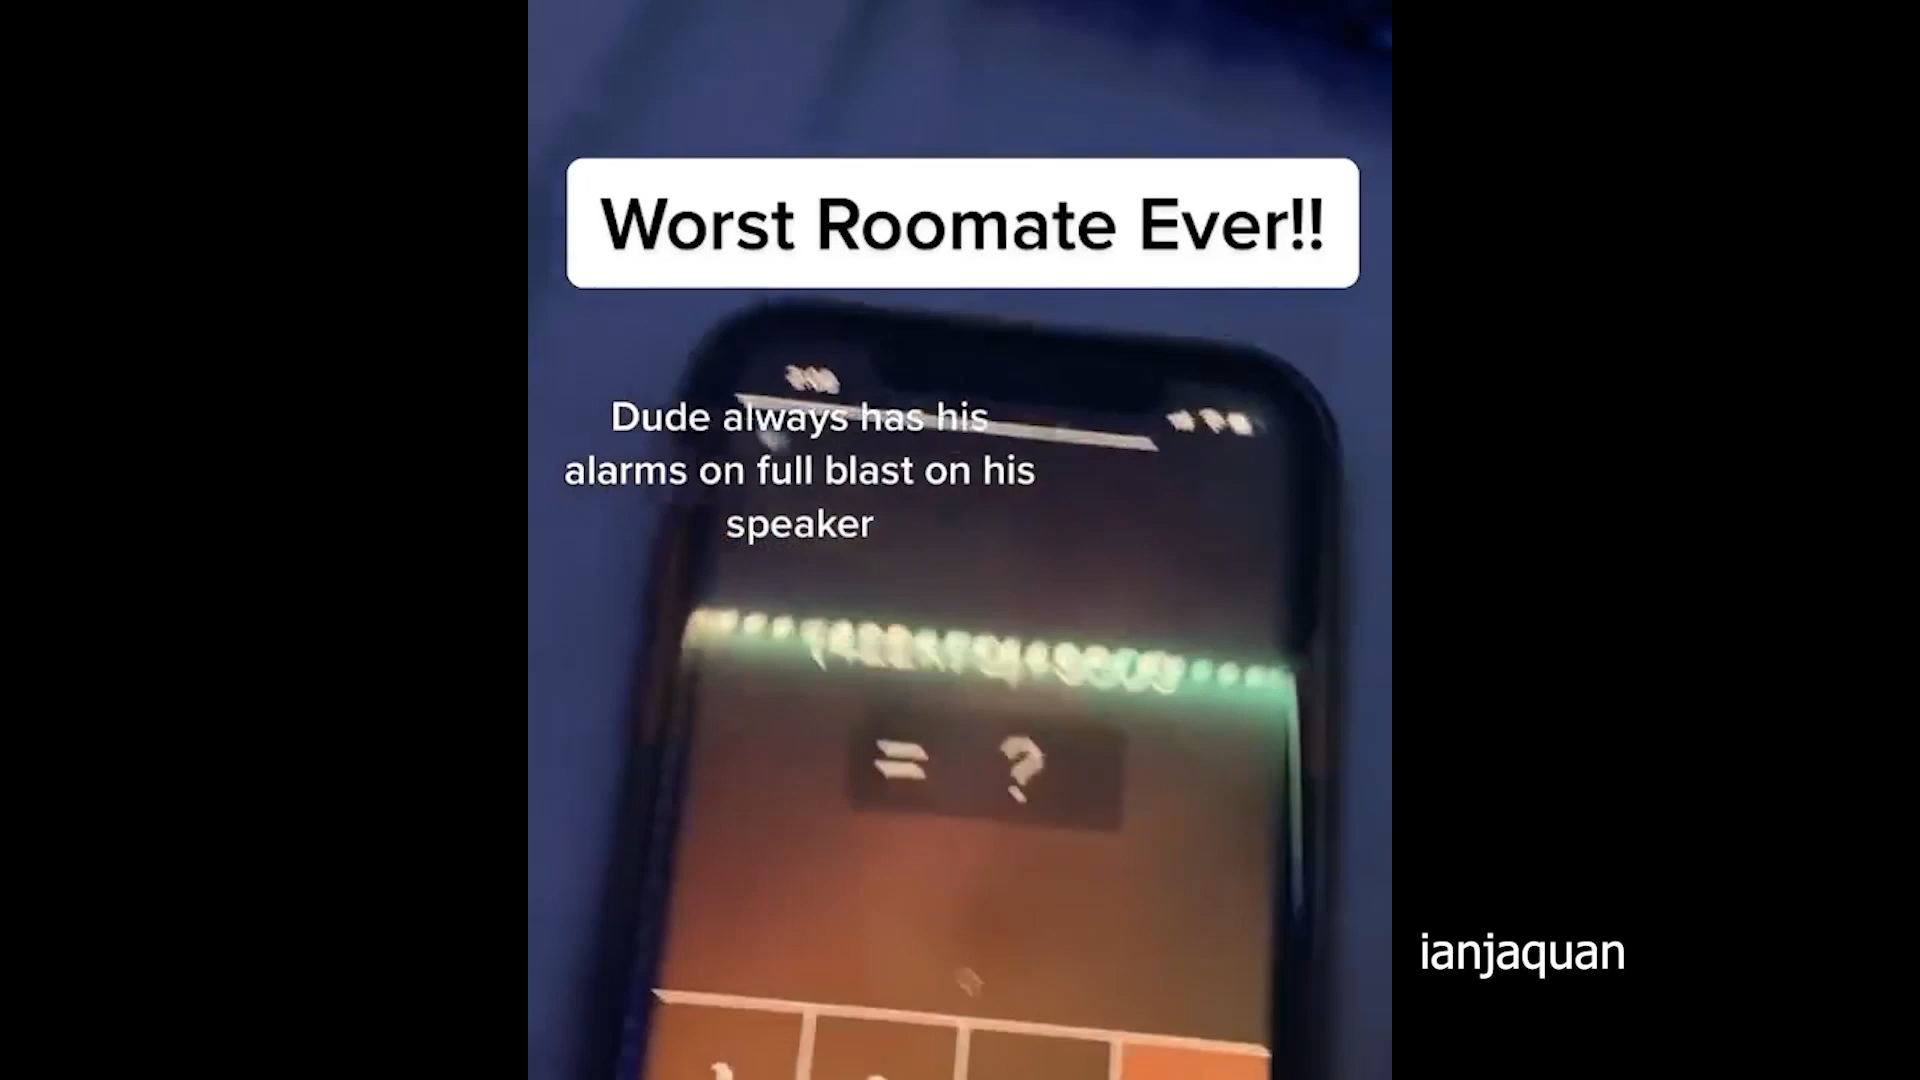 Worst Roomate Ever!!
Dude always has his
alarms on full blast on his
speaker
= ?
ianjaquan